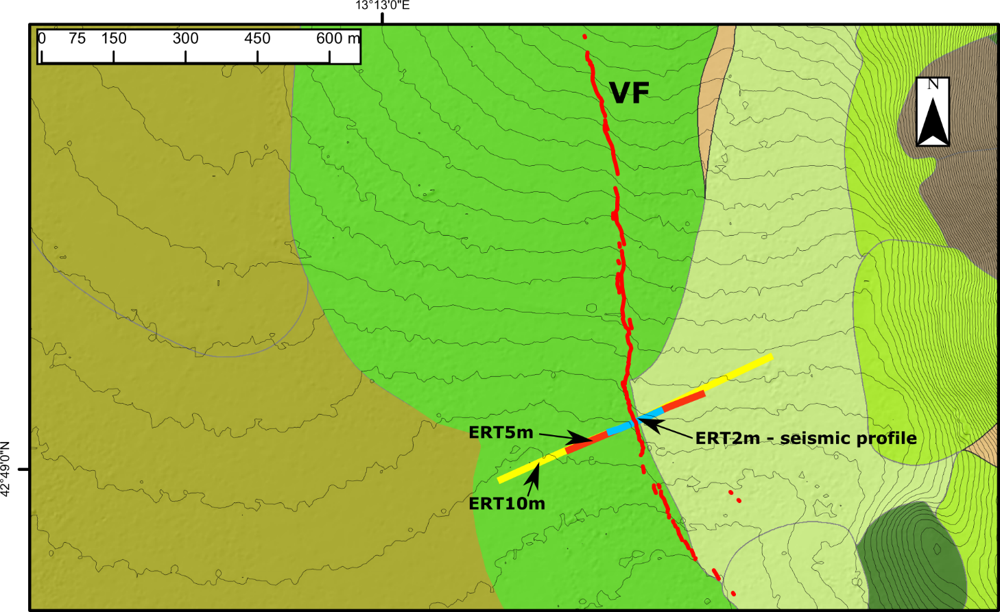 13°13'0"E
0 75 150 300 450 600 m
N
VF
ERT5m
ERT2m - seismic profile
42°49'0"N
ERT10m